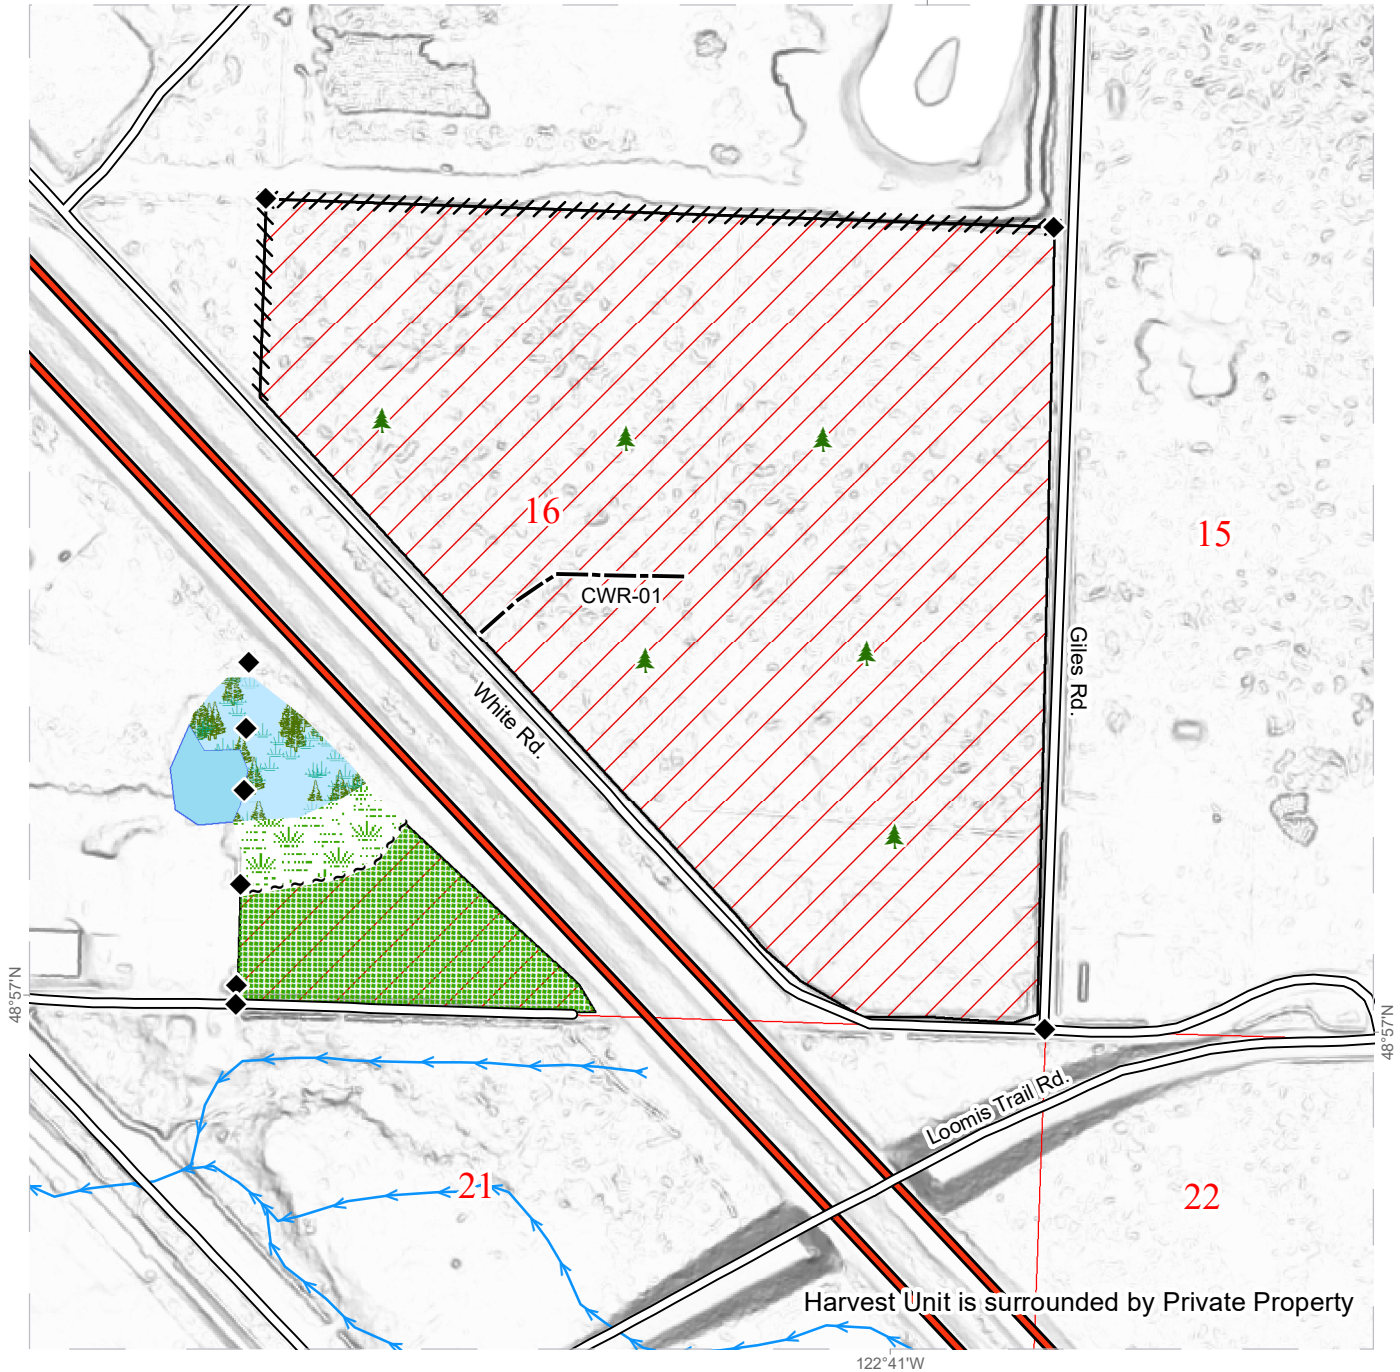 16
15
CWR-01
Giles Rd.
White Rd.
48°57'N
48°57'N
Loomis Trail Rd.
21
22
Harvest Unit is surrounded by Private Property
122°41'W